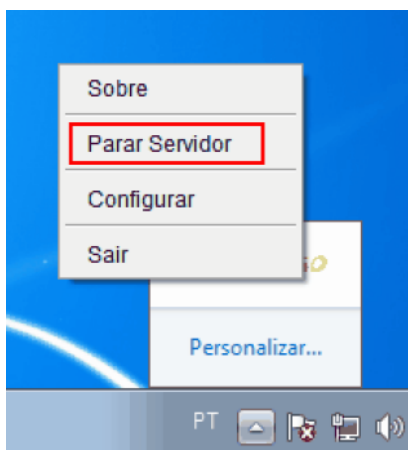 Sobre
Parar Servidor
Configurar
Sair
Personalizar...
PT